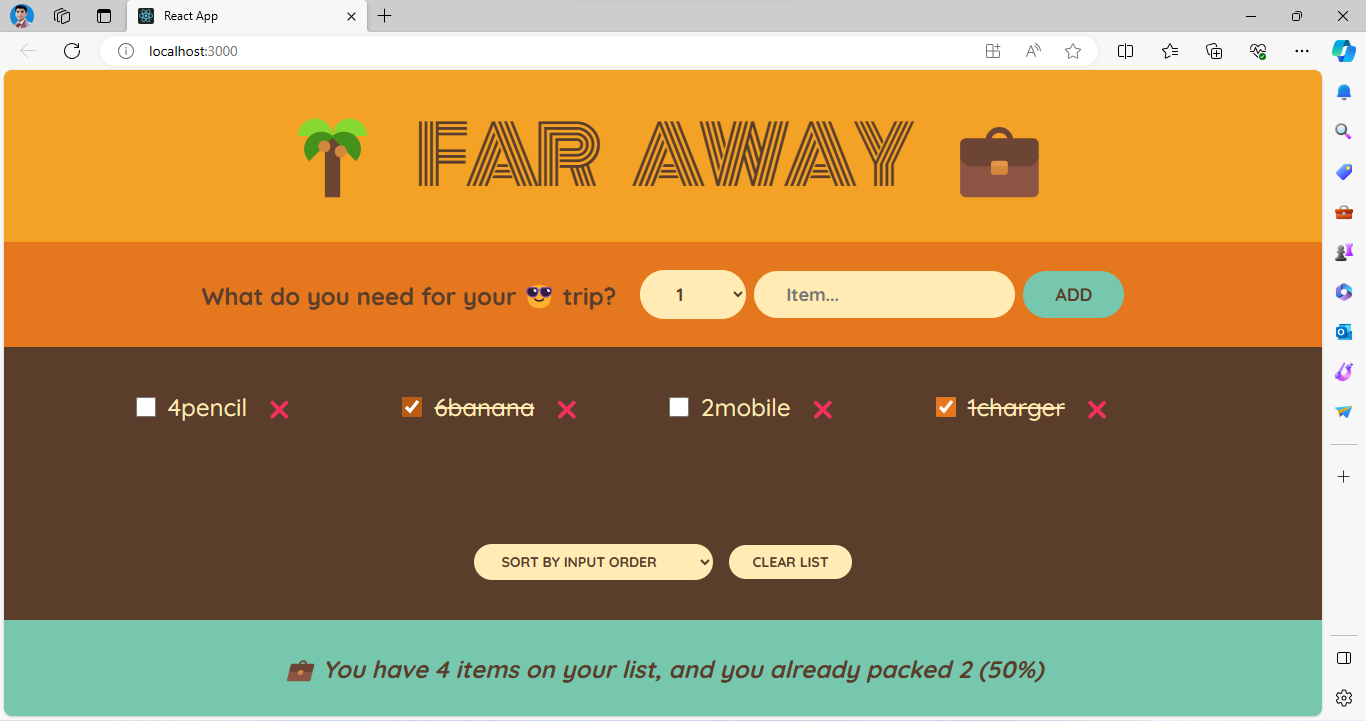 React App
localhost:3000
FAR AWAY
What do you need for your 😎 trip? 1 Item... ADD
4pencil ❌ 6banana ❌ 2mobile ❌ 1charger ❌
SORT BY INPUT ORDER CLEAR LIST
💼 You have 4 items on your list, and you already packed 2 (50%)